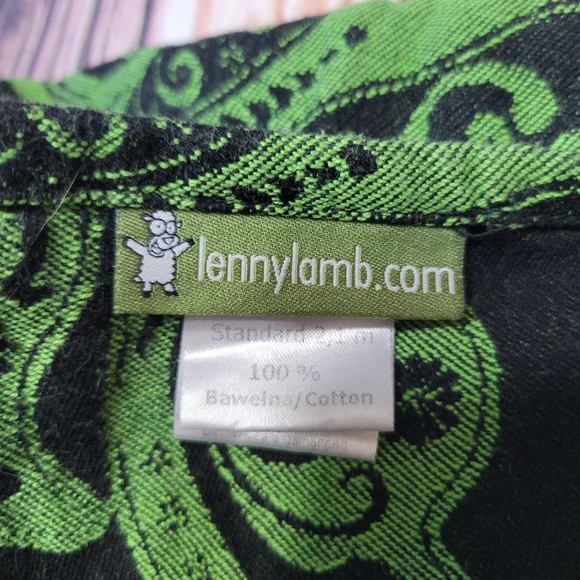 lennylamb.com
Standard 2,1 m
100 %
Bawełna/Cotton